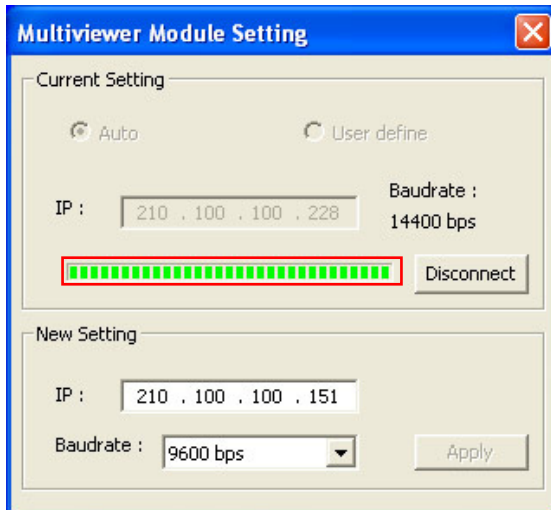 Multiviewer Module Setting
Current Setting
Auto
User define
IP :
210 . 100 . 100 . 228
Baudrate :
14400 bps
Disconnect
New Setting
IP :
210 . 100 . 100 . 151
Baudrate :
9600 bps
Apply